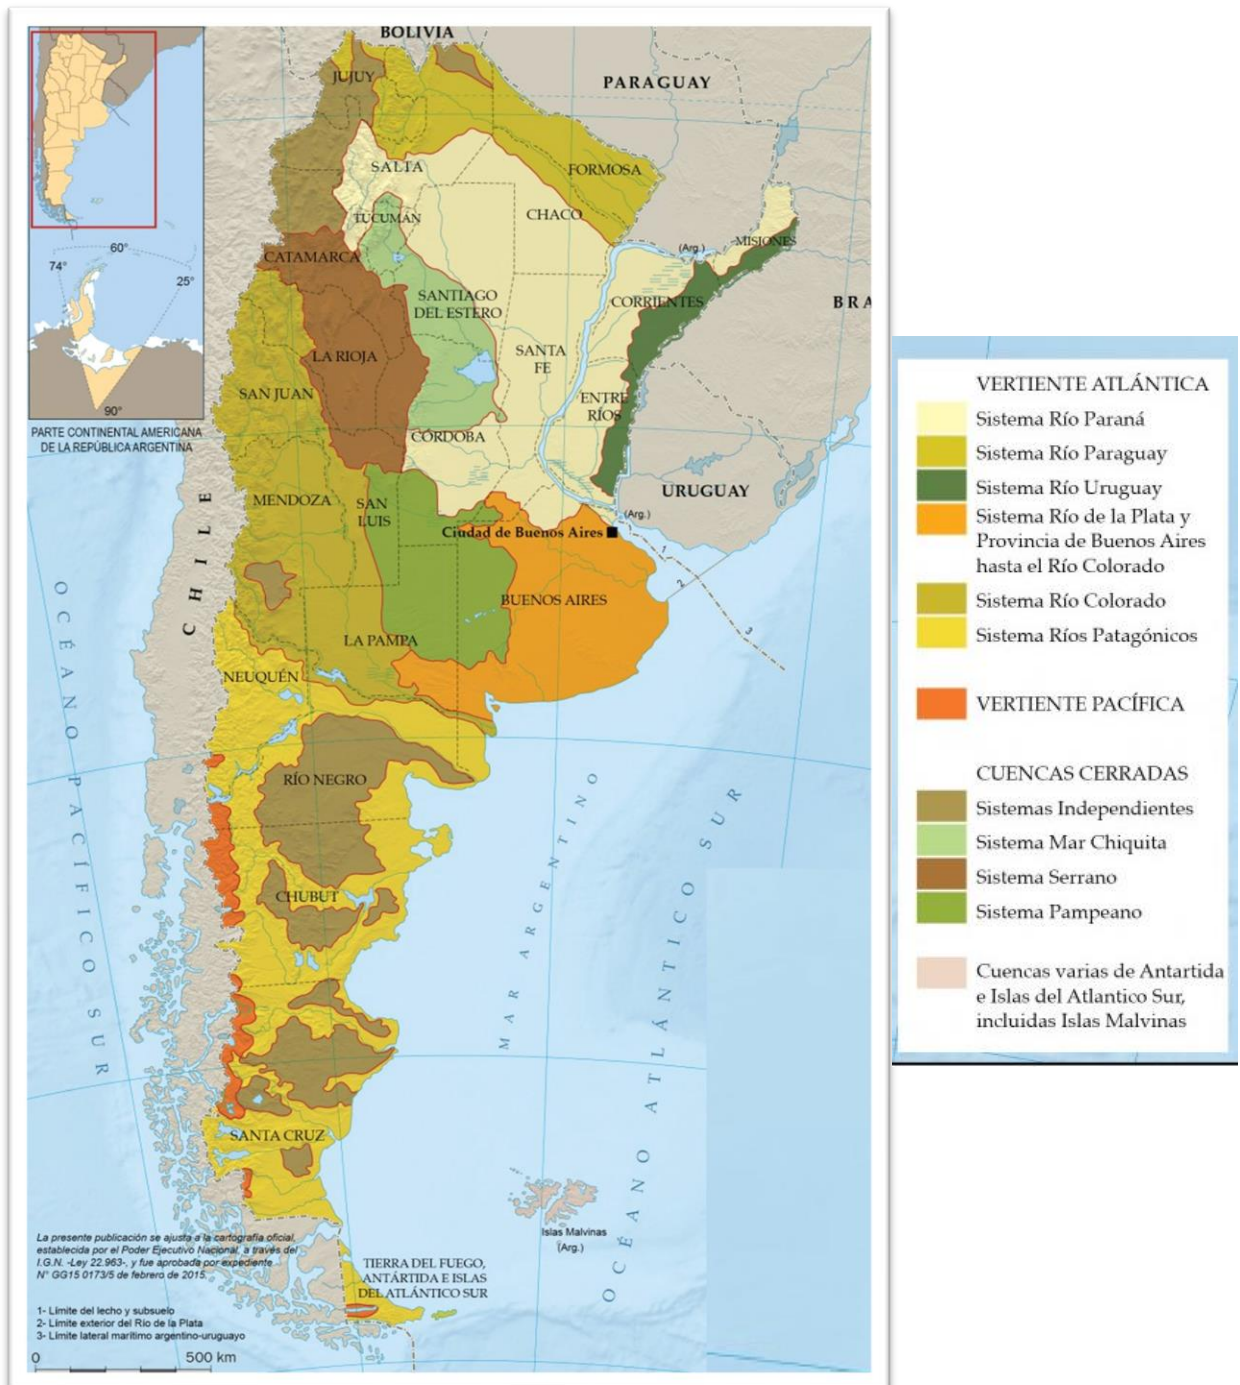 BOLIVIA
PARAGUAY
JUJUY
SALTA
FORMOSA
CHACO
TUCUMÁN
(Arg.)
MISIONES
CATAMARCA
SANTIAGO
DEL ESTERO
CORRIENTES
BRA
LA RIOJA
SANTA
FE
SAN JUAN
ENTRE
RÍOS
CÓRDOBA
60°
74°
25°
90°
PARTE CONTINENTAL AMERICANA
DE LA REPÚBLICA ARGENTINA
MENDOZA
SAN
LUIS
URUGUAY
(Arg.)
Ciudad de Buenos Aires
1
2
3
CHILE
BUENOS AIRES
LA PAMPA
NEUQUÉN
RÍO NEGRO
CHUBUT
SANTA CRUZ
OCÉANO PACÍFICO SUR
MAR ARGENTINO
OCÉANO ATLÁNTICO SUR
Islas Malvinas
(Arg.)
TIERRA DEL FUEGO,
ANTÁRTIDA E ISLAS
DEL ATLÁNTICO SUR
La presente publicación se ajusta a la cartografía oficial,
establecida por el Poder Ejecutivo Nacional, a través del
I.G.N. -Ley 22.963-, y fue aprobada por expediente
N° GG15 0173/5 de febrero de 2015.
1- Límite del lecho y subsuelo
2- Límite exterior del Río de la Plata
3- Límite lateral marítimo argentino-uruguayo
0 500 km
VERTIENTE ATLÁNTICA
Sistema Río Paraná
Sistema Río Paraguay
Sistema Río Uruguay
Sistema Río de la Plata y
Provincia de Buenos Aires
hasta el Río Colorado
Sistema Río Colorado
Sistema Ríos Patagónicos
VERTIENTE PACÍFICA
CUENCAS CERRADAS
Sistemas Independientes
Sistema Mar Chiquita
Sistema Serrano
Sistema Pampeano
Cuencas varias de Antartida
e Islas del Atlantico Sur,
incluidas Islas Malvinas